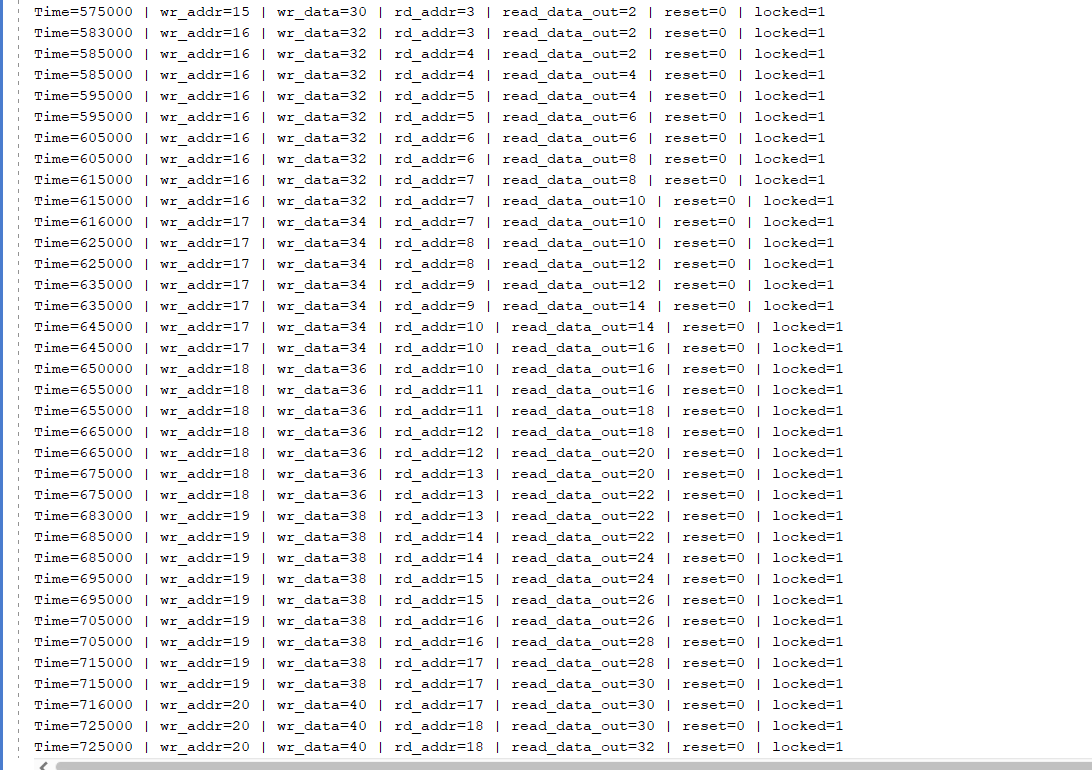 Time=575000 | wr_addr=15 | wr_data=30 | rd_addr=3 | read_data_out=2 | reset=0 | locked=1
Time=583000 | wr_addr=16 | wr_data=32 | rd_addr=3 | read_data_out=2 | reset=0 | locked=1
Time=585000 | wr_addr=16 | wr_data=32 | rd_addr=4 | read_data_out=2 | reset=0 | locked=1
Time=585000 | wr_addr=16 | wr_data=32 | rd_addr=4 | read_data_out=4 | reset=0 | locked=1
Time=595000 | wr_addr=16 | wr_data=32 | rd_addr=5 | read_data_out=4 | reset=0 | locked=1
Time=595000 | wr_addr=16 | wr_data=32 | rd_addr=5 | read_data_out=6 | reset=0 | locked=1
Time=605000 | wr_addr=16 | wr_data=32 | rd_addr=6 | read_data_out=6 | reset=0 | locked=1
Time=605000 | wr_addr=16 | wr_data=32 | rd_addr=6 | read_data_out=8 | reset=0 | locked=1
Time=615000 | wr_addr=16 | wr_data=32 | rd_addr=7 | read_data_out=8 | reset=0 | locked=1
Time=615000 | wr_addr=16 | wr_data=32 | rd_addr=7 | read_data_out=10 | reset=0 | locked=1
Time=616000 | wr_addr=17 | wr_data=34 | rd_addr=7 | read_data_out=10 | reset=0 | locked=1
Time=625000 | wr_addr=17 | wr_data=34 | rd_addr=8 | read_data_out=10 | reset=0 | locked=1
Time=625000 | wr_addr=17 | wr_data=34 | rd_addr=8 | read_data_out=12 | reset=0 | locked=1
Time=635000 | wr_addr=17 | wr_data=34 | rd_addr=9 | read_data_out=12 | reset=0 | locked=1
Time=635000 | wr_addr=17 | wr_data=34 | rd_addr=9 | read_data_out=14 | reset=0 | locked=1
Time=645000 | wr_addr=17 | wr_data=34 | rd_addr=10 | read_data_out=14 | reset=0 | locked=1
Time=645000 | wr_addr=17 | wr_data=34 | rd_addr=10 | read_data_out=16 | reset=0 | locked=1
Time=650000 | wr_addr=18 | wr_data=36 | rd_addr=10 | read_data_out=16 | reset=0 | locked=1
Time=655000 | wr_addr=18 | wr_data=36 | rd_addr=11 | read_data_out=16 | reset=0 | locked=1
Time=655000 | wr_addr=18 | wr_data=36 | rd_addr=11 | read_data_out=18 | reset=0 | locked=1
Time=665000 | wr_addr=18 | wr_data=36 | rd_addr=12 | read_data_out=18 | reset=0 | locked=1
Time=665000 | wr_addr=18 | wr_data=36 | rd_addr=12 | read_data_out=20 | reset=0 | locked=1
Time=675000 | wr_addr=18 | wr_data=36 | rd_addr=13 | read_data_out=20 | reset=0 | locked=1
Time=675000 | wr_addr=18 | wr_data=36 | rd_addr=13 | read_data_out=22 | reset=0 | locked=1
Time=683000 | wr_addr=19 | wr_data=38 | rd_addr=13 | read_data_out=22 | reset=0 | locked=1
Time=685000 | wr_addr=19 | wr_data=38 | rd_addr=14 | read_data_out=22 | reset=0 | locked=1
Time=685000 | wr_addr=19 | wr_data=38 | rd_addr=14 | read_data_out=24 | reset=0 | locked=1
Time=695000 | wr_addr=19 | wr_data=38 | rd_addr=15 | read_data_out=24 | reset=0 | locked=1
Time=695000 | wr_addr=19 | wr_data=38 | rd_addr=15 | read_data_out=26 | reset=0 | locked=1
Time=705000 | wr_addr=19 | wr_data=38 | rd_addr=16 | read_data_out=26 | reset=0 | locked=1
Time=705000 | wr_addr=19 | wr_data=38 | rd_addr=16 | read_data_out=28 | reset=0 | locked=1
Time=715000 | wr_addr=19 | wr_data=38 | rd_addr=17 | read_data_out=28 | reset=0 | locked=1
Time=715000 | wr_addr=19 | wr_data=38 | rd_addr=17 | read_data_out=30 | reset=0 | locked=1
Time=716000 | wr_addr=20 | wr_data=40 | rd_addr=17 | read_data_out=30 | reset=0 | locked=1
Time=725000 | wr_addr=20 | wr_data=40 | rd_addr=18 | read_data_out=30 | reset=0 | locked=1
Time=725000 | wr_addr=20 | wr_data=40 | rd_addr=18 | read_data_out=32 | reset=0 | locked=1